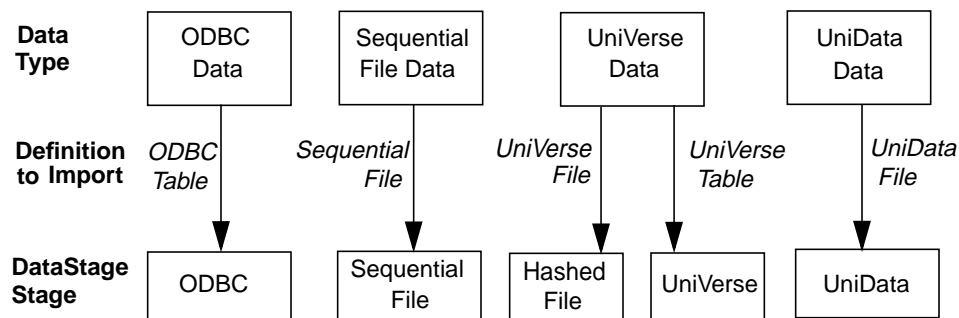 Data
Type
ODBC
Data
Sequential
File Data
UniVerse
Data
UniData
Data
Definition
to Import
ODBC
Table
Sequential
File
UniVerse
File
UniVerse
Table
UniData
File
DataStage
Stage
ODBC
Sequential
File
Hashed
File
UniVerse
UniData